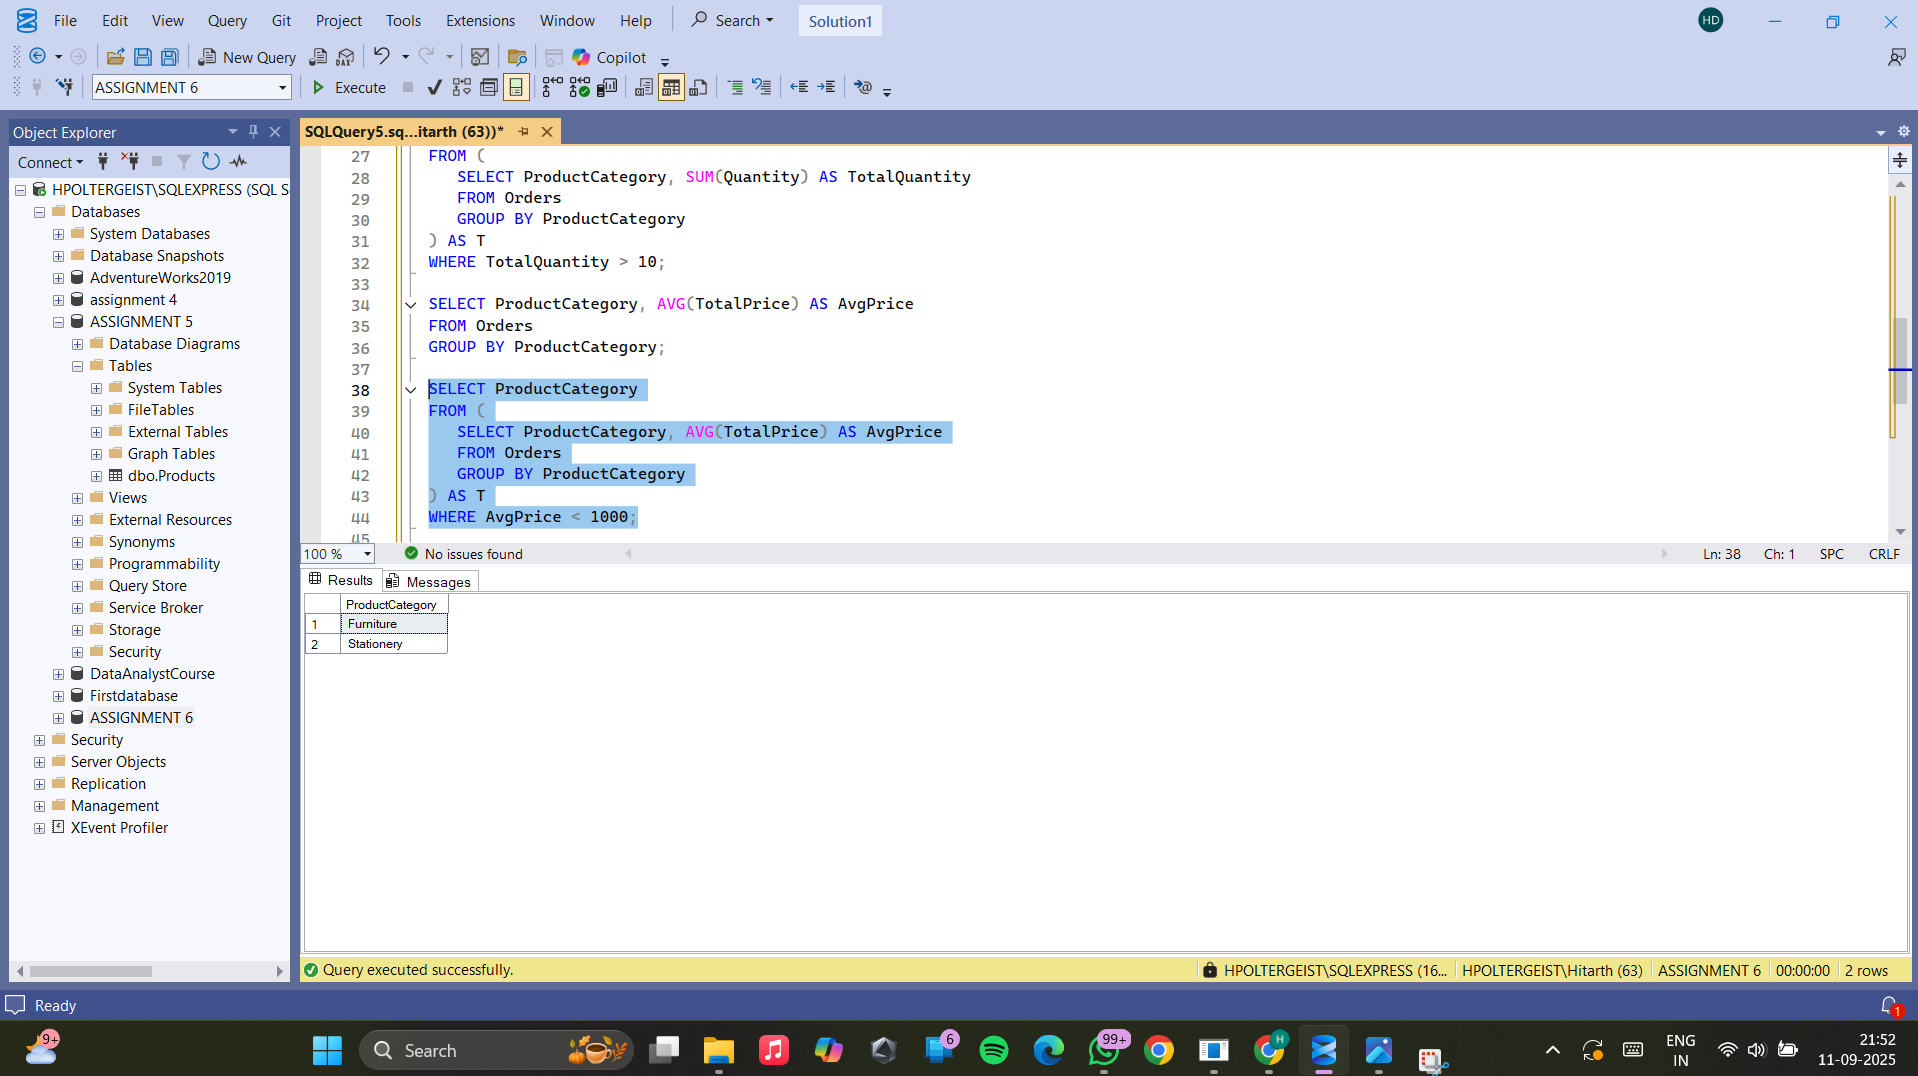 File Edit View Query Git Project Tools Extensions Window Help Search Solution1 HD
New Query DAX Copilot
ASSIGNMENT 6 Execute
Object Explorer
Connect
HPOLTERGEIST\SQLEXPRESS (SQL S
Databases
System Databases
Database Snapshots
AdventureWorks2019
assignment 4
ASSIGNMENT 5
Database Diagrams
Tables
System Tables
FileTables
External Tables
Graph Tables
dbo.Products
Views
External Resources
Synonyms
Programmability
Query Store
Service Broker
Storage
Security
DataAnalystCourse
Firstdatabase
ASSIGNMENT 6
Security
Server Objects
Replication
Management
XEvent Profiler
SQLQuery5.sq...itarth (63))*
27 FROM (
28 SELECT ProductCategory, SUM(Quantity) AS TotalQuantity
29 FROM Orders
30 GROUP BY ProductCategory
31 ) AS T
32 WHERE TotalQuantity > 10;
33
34 SELECT ProductCategory, AVG(TotalPrice) AS AvgPrice
35 FROM Orders
36 GROUP BY ProductCategory;
37
38 SELECT ProductCategory
39 FROM (
40 SELECT ProductCategory, AVG(TotalPrice) AS AvgPrice
41 FROM Orders
42 GROUP BY ProductCategory
43 ) AS T
44 WHERE AvgPrice < 1000;
45
100 % No issues found Ln: 38 Ch: 1 SPC CRLF
Results Messages
ProductCategory
1 Furniture
2 Stationery
Query executed successfully. HPOLTERGEIST\SQLEXPRESS (16... HPOLTERGEIST\Hitarth (63) ASSIGNMENT 6 00:00:00 2 rows
Ready 1
9+ Search 6 99+ H ENG IN 21:52
11-09-2025